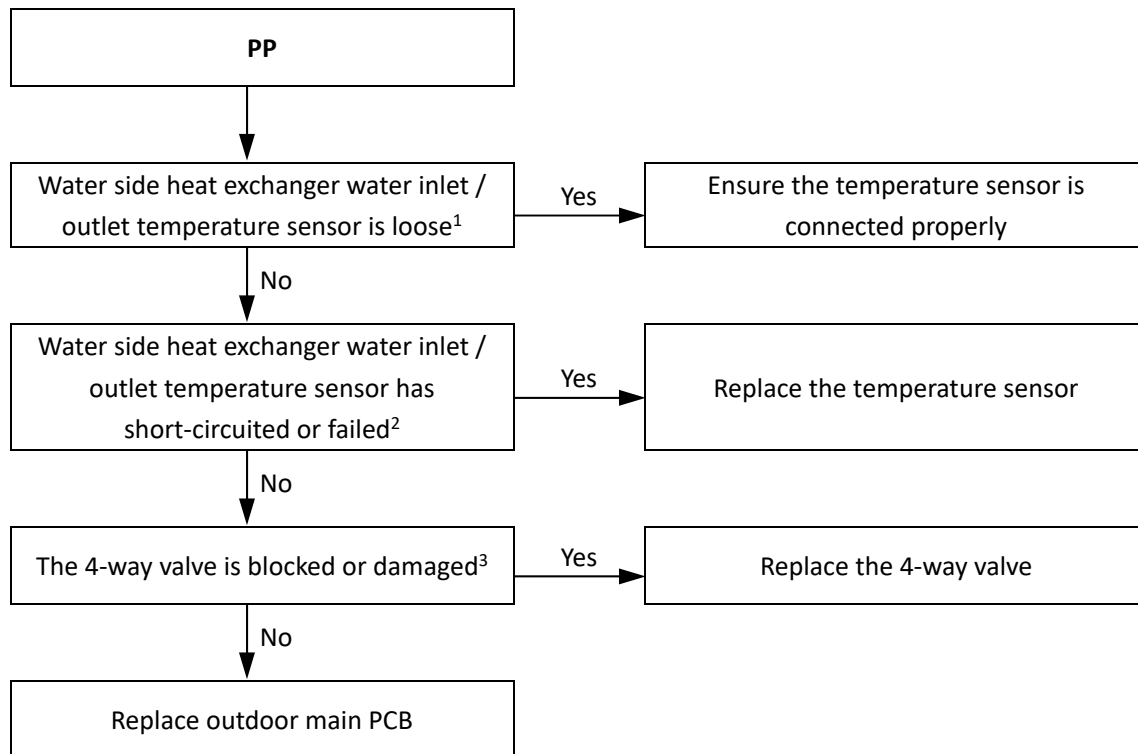 PP
Water side heat exchanger water inlet /
outlet temperature sensor is loose¹
Yes
Ensure the temperature sensor is
connected properly
No
Water side heat exchanger water inlet /
outlet temperature sensor has
short-circuited or failed²
Yes
Replace the temperature sensor
No
The 4-way valve is blocked or damaged³
Yes
Replace the 4-way valve
No
Replace outdoor main PCB